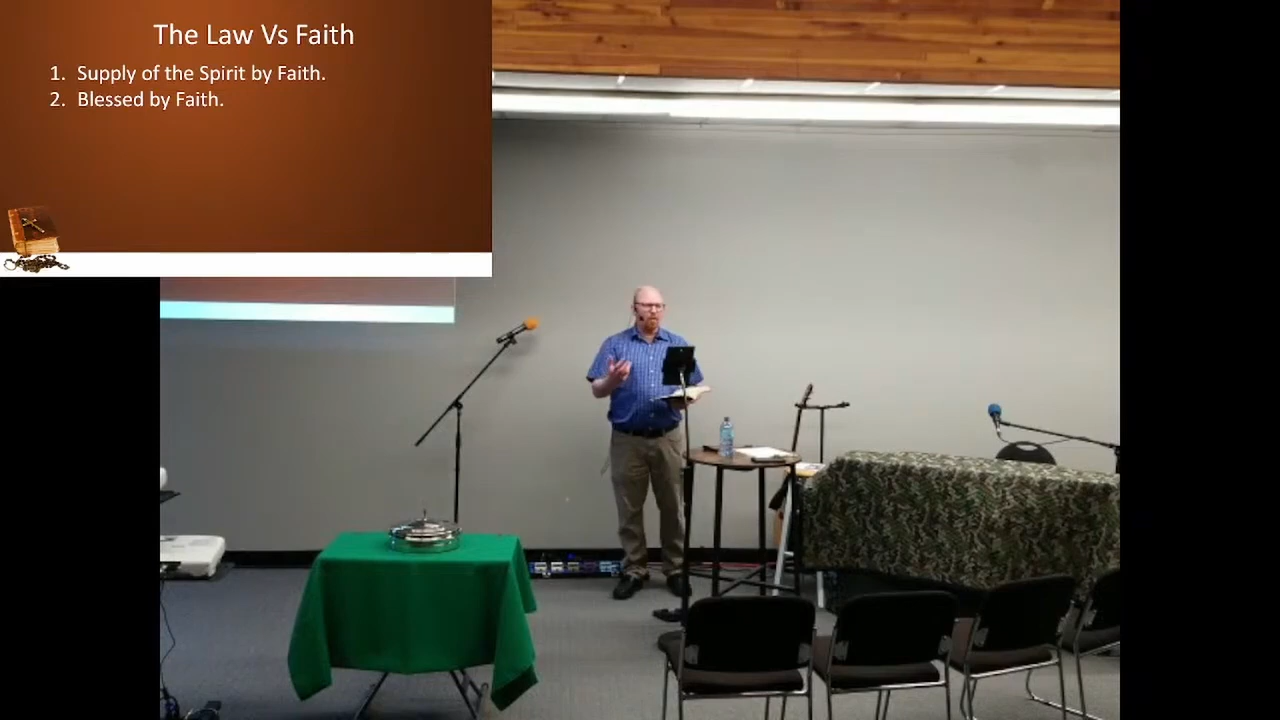 The Law Vs Faith
1. Supply of the Spirit by Faith.
2. Blessed by Faith.